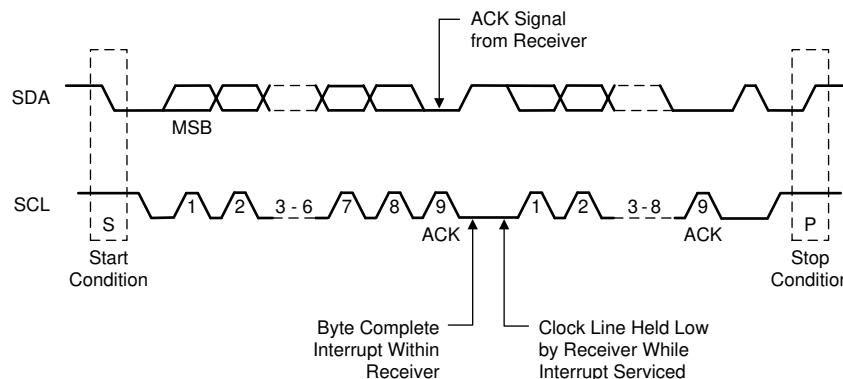 ACK Signal
from Receiver
SDA
MSB
SCL
S
1
2
3 - 6
7
8
9
1
2
3 - 8
9
P
ACK
ACK
Start
Condition
Stop
Condition
Byte Complete
Interrupt Within
Receiver
Clock Line Held Low
by Receiver While
Interrupt Serviced